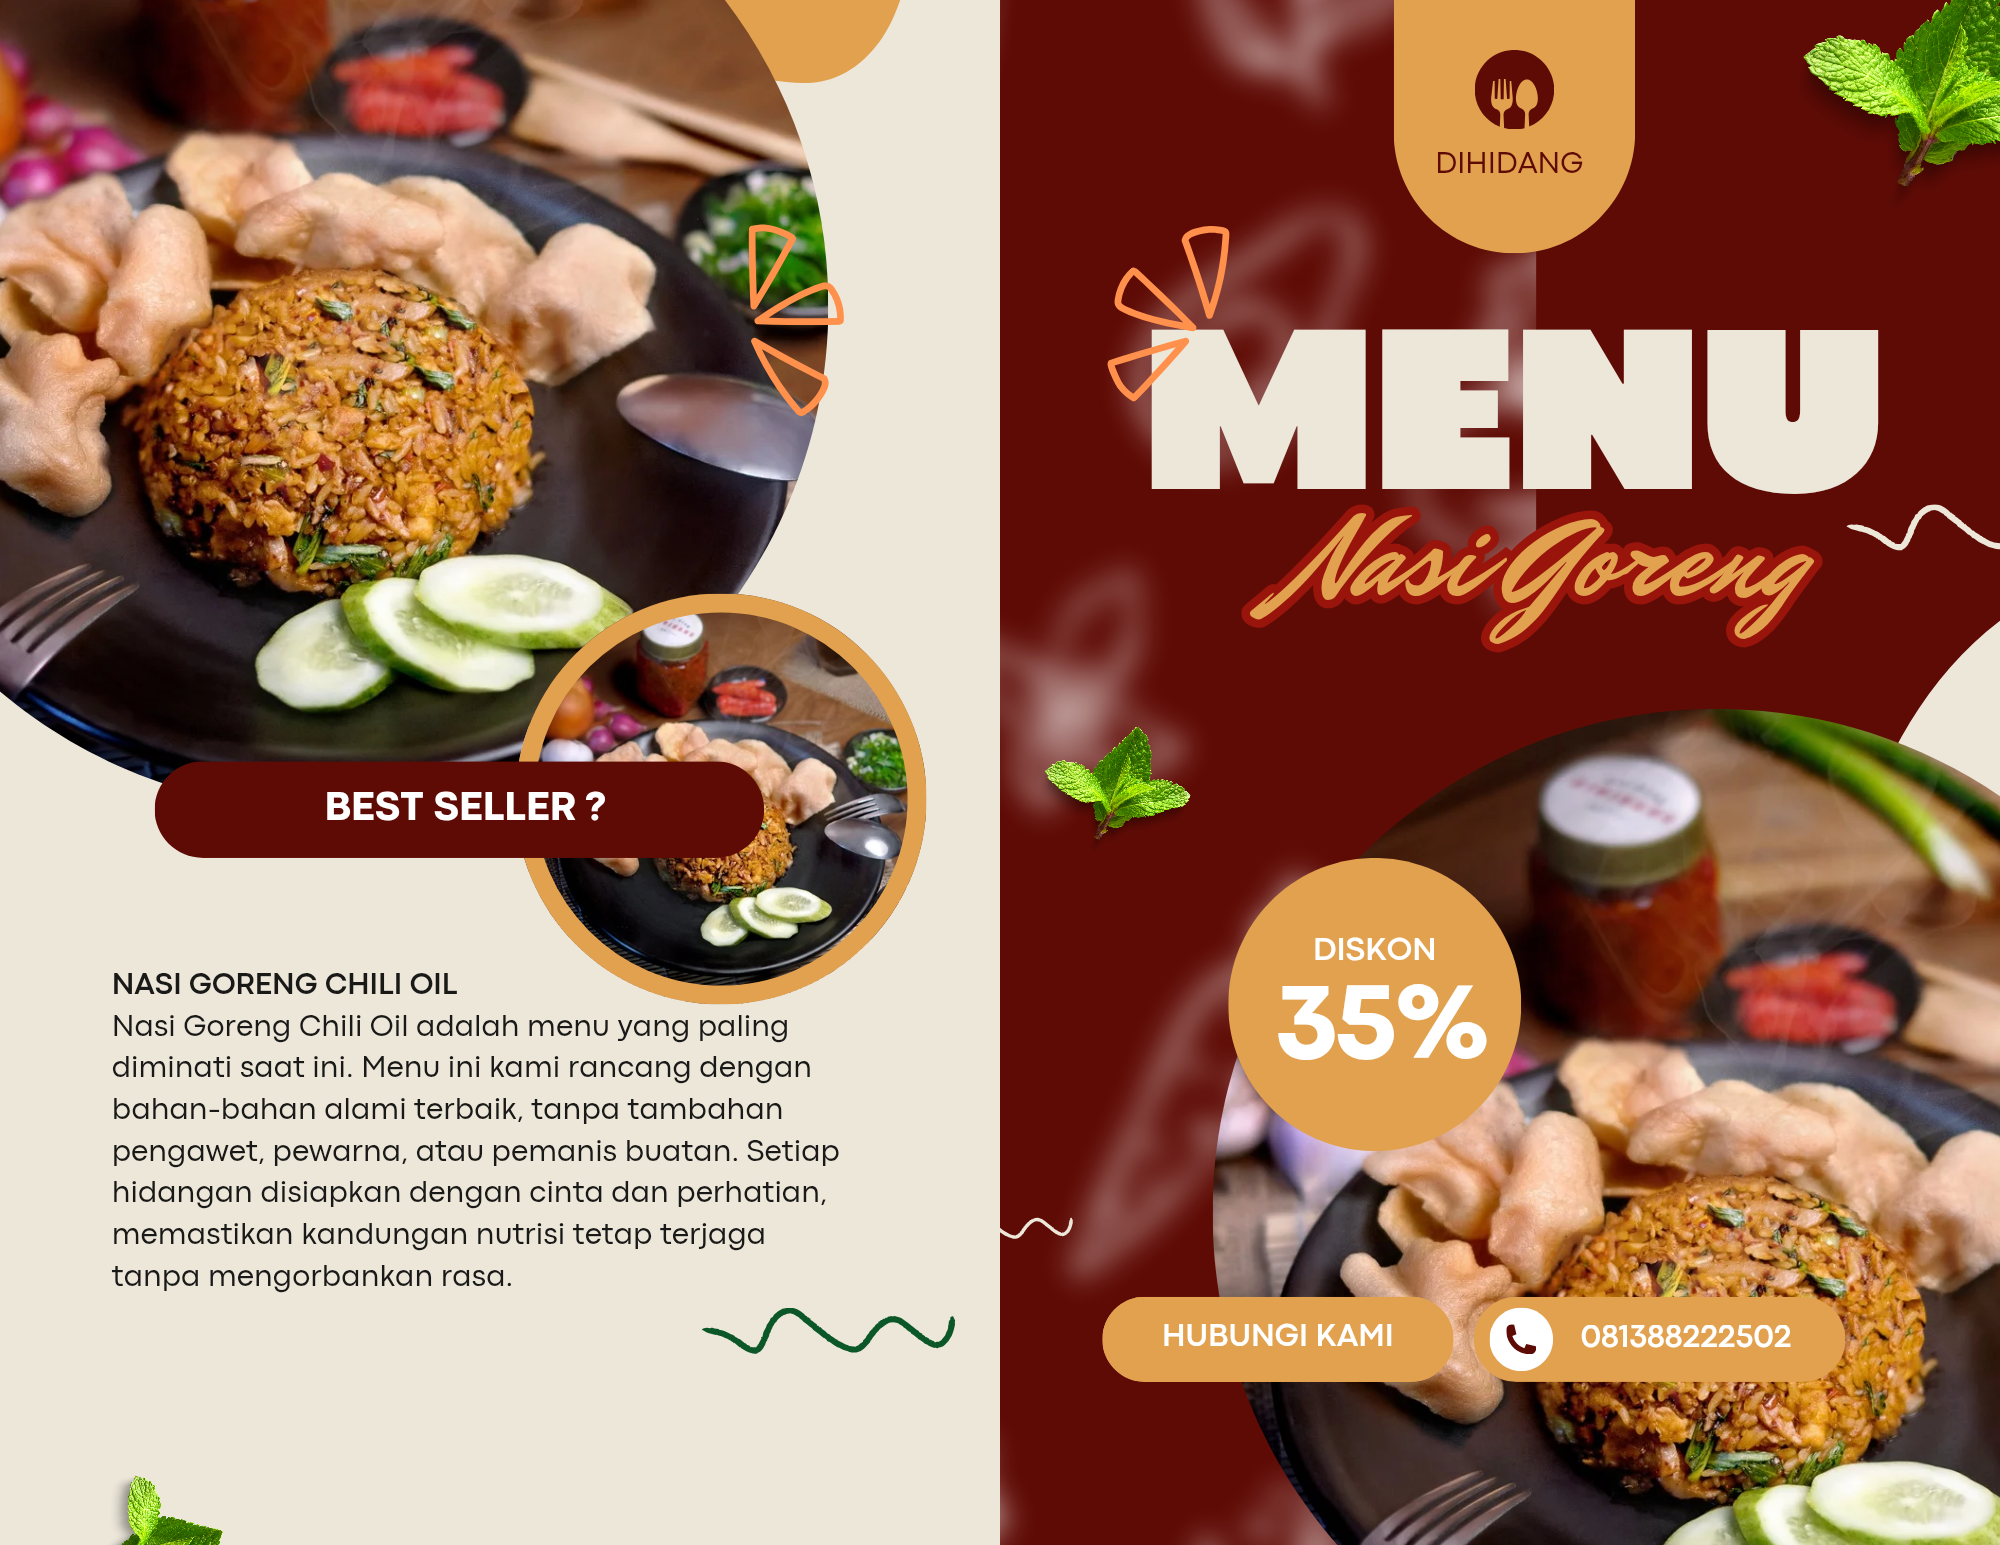 BEST SELLER ?
NASI GORENG CHILI OIL
Nasi Goreng Chili Oil adalah menu yang paling
diminati saat ini. Menu ini kami rancang dengan
bahan-bahan alami terbaik, tanpa tambahan
pengawet, pewarna, atau pemanis buatan. Setiap
hidangan disiapkan dengan cinta dan perhatian,
memastikan kandungan nutrisi tetap terjaga
tanpa mengorbankan rasa.
DIHIDANG
MENU
Nasi Goreng
DISKON
35%
HUBUNGI KAMI
081388222502